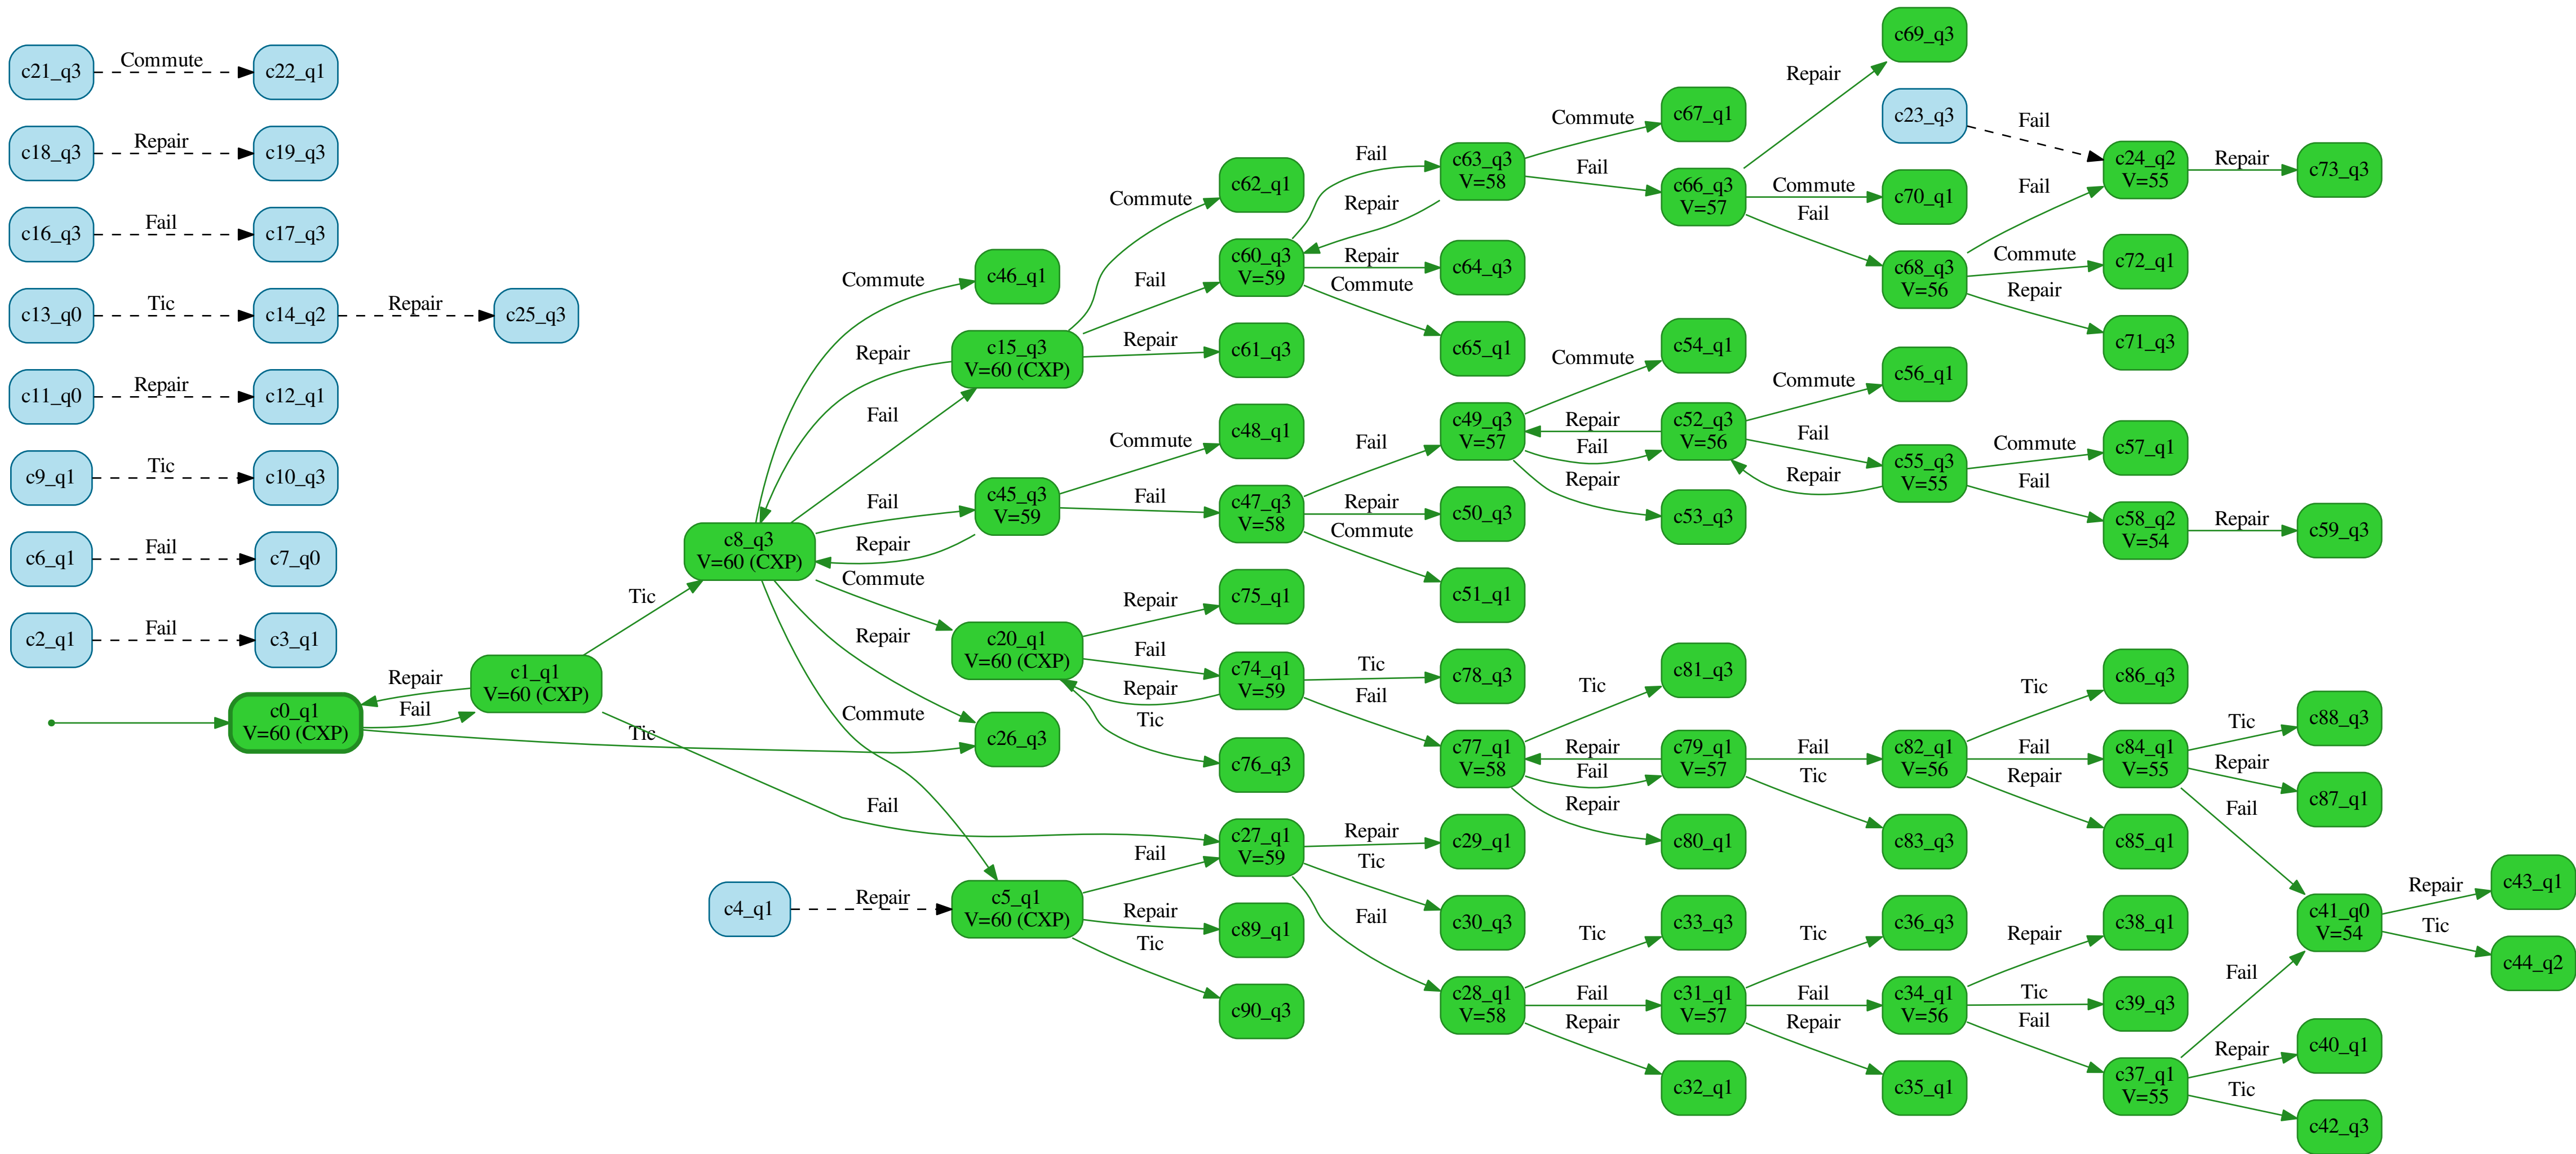 c69_q3
Repair
c21_q3
Commute
c22_q1
c67_q1
Commute
c23_q3
Fail
c18_q3
Repair
c19_q3
Fail
c63_q3
V=58
Fail
c24_q2
V=55
Repair
c73_q3
c62_q1
Commute
c66_q3
V=57
Commute
c70_q1
Fail
Repair
Fail
c16_q3
Fail
c17_q3
c60_q3
V=59
Repair
c64_q3
c68_q3
V=56
Commute
c72_q1
Commute
c46_q1
Fail
Commute
Repair
c13_q0
Tic
c14_q2
Repair
c25_q3
c15_q3
V=60 (CXP)
Repair
c61_q3
c65_q1
c54_q1
c71_q3
Repair
Commute
Commute
c56_q1
c11_q0
Repair
c12_q1
Fail
c48_q1
Commute
Fail
c49_q3
V=57
Repair
Fail
c52_q3
V=56
Fail
Commute
c57_q1
c9_q1
Tic
c10_q3
Fail
c45_q3
V=59
Fail
c47_q3
V=58
Repair
c50_q3
Repair
c53_q3
Repair
c55_q3
V=55
Fail
c58_q2
V=54
Repair
c59_q3
c6_q1
Fail
c7_q0
c8_q3
V=60 (CXP)
Repair
Commute
Commute
c51_q1
Tic
Repair
c75_q1
c2_q1
Fail
c3_q1
Repair
c20_q1
V=60 (CXP)
Fail
c74_q1
V=59
Tic
c78_q3
Tic
c81_q3
Tic
c86_q3
c1_q1
V=60 (CXP)
Repair
Fail
c0_q1
V=60 (CXP)
Tic
Commute
c26_q3
Repair
Tic
c76_q3
Fail
c77_q1
V=58
Repair
Fail
c79_q1
V=57
Fail
Tic
c82_q1
V=56
Fail
Repair
c84_q1
V=55
Tic
c88_q3
Repair
c87_q1
Fail
Repair
c80_q1
c83_q3
c85_q1
Fail
c27_q1
V=59
Repair
c29_q1
Tic
c30_q3
Fail
c4_q1
Repair
c5_q1
V=60 (CXP)
Fail
Repair
c89_q1
Tic
c90_q3
Fail
c41_q0
V=54
Repair
c43_q1
Tic
c44_q2
Tic
c33_q3
Tic
c36_q3
Repair
c38_q1
c28_q1
V=58
Fail
Repair
c31_q1
V=57
Fail
Repair
c34_q1
V=56
Tic
Fail
c39_q3
c32_q1
c35_q1
c37_q1
V=55
Fail
Repair
c40_q1
Tic
c42_q3